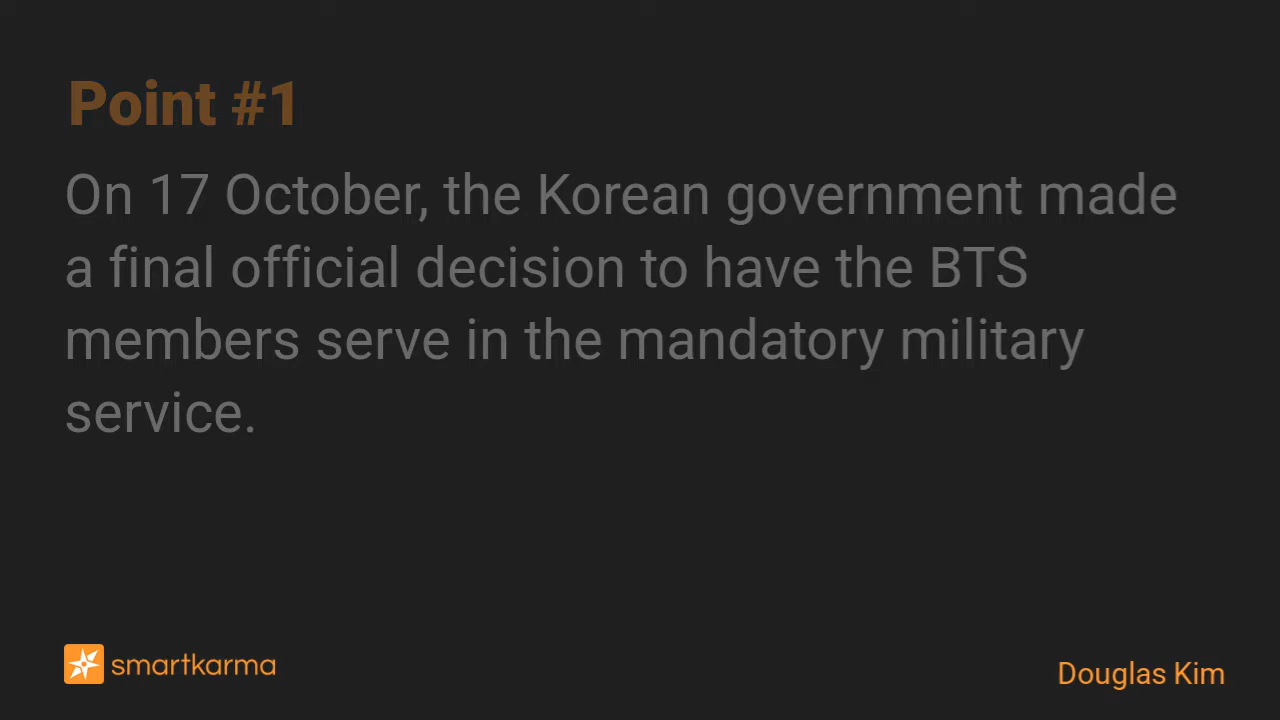 Point #1
On 17 October, the Korean government made
a final official decision to have the BTS
members serve in the mandatory military
service.
smartkarma
Douglas Kim